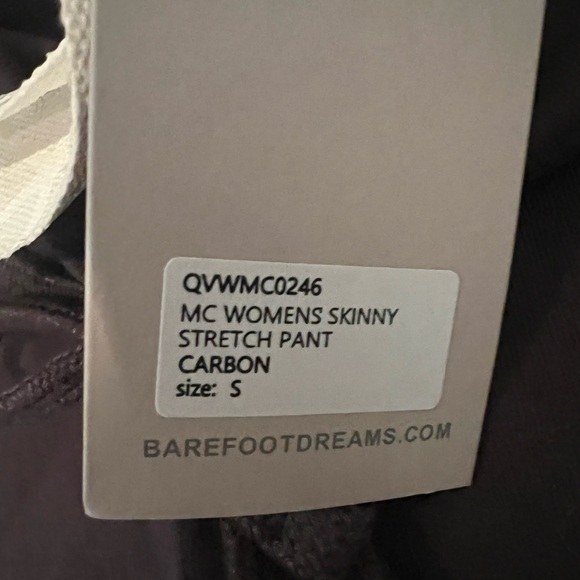 QVWMC0246
MC WOMENS SKINNY
STRETCH PANT
CARBON
size: S
BAREFOOTDREAMS.COM